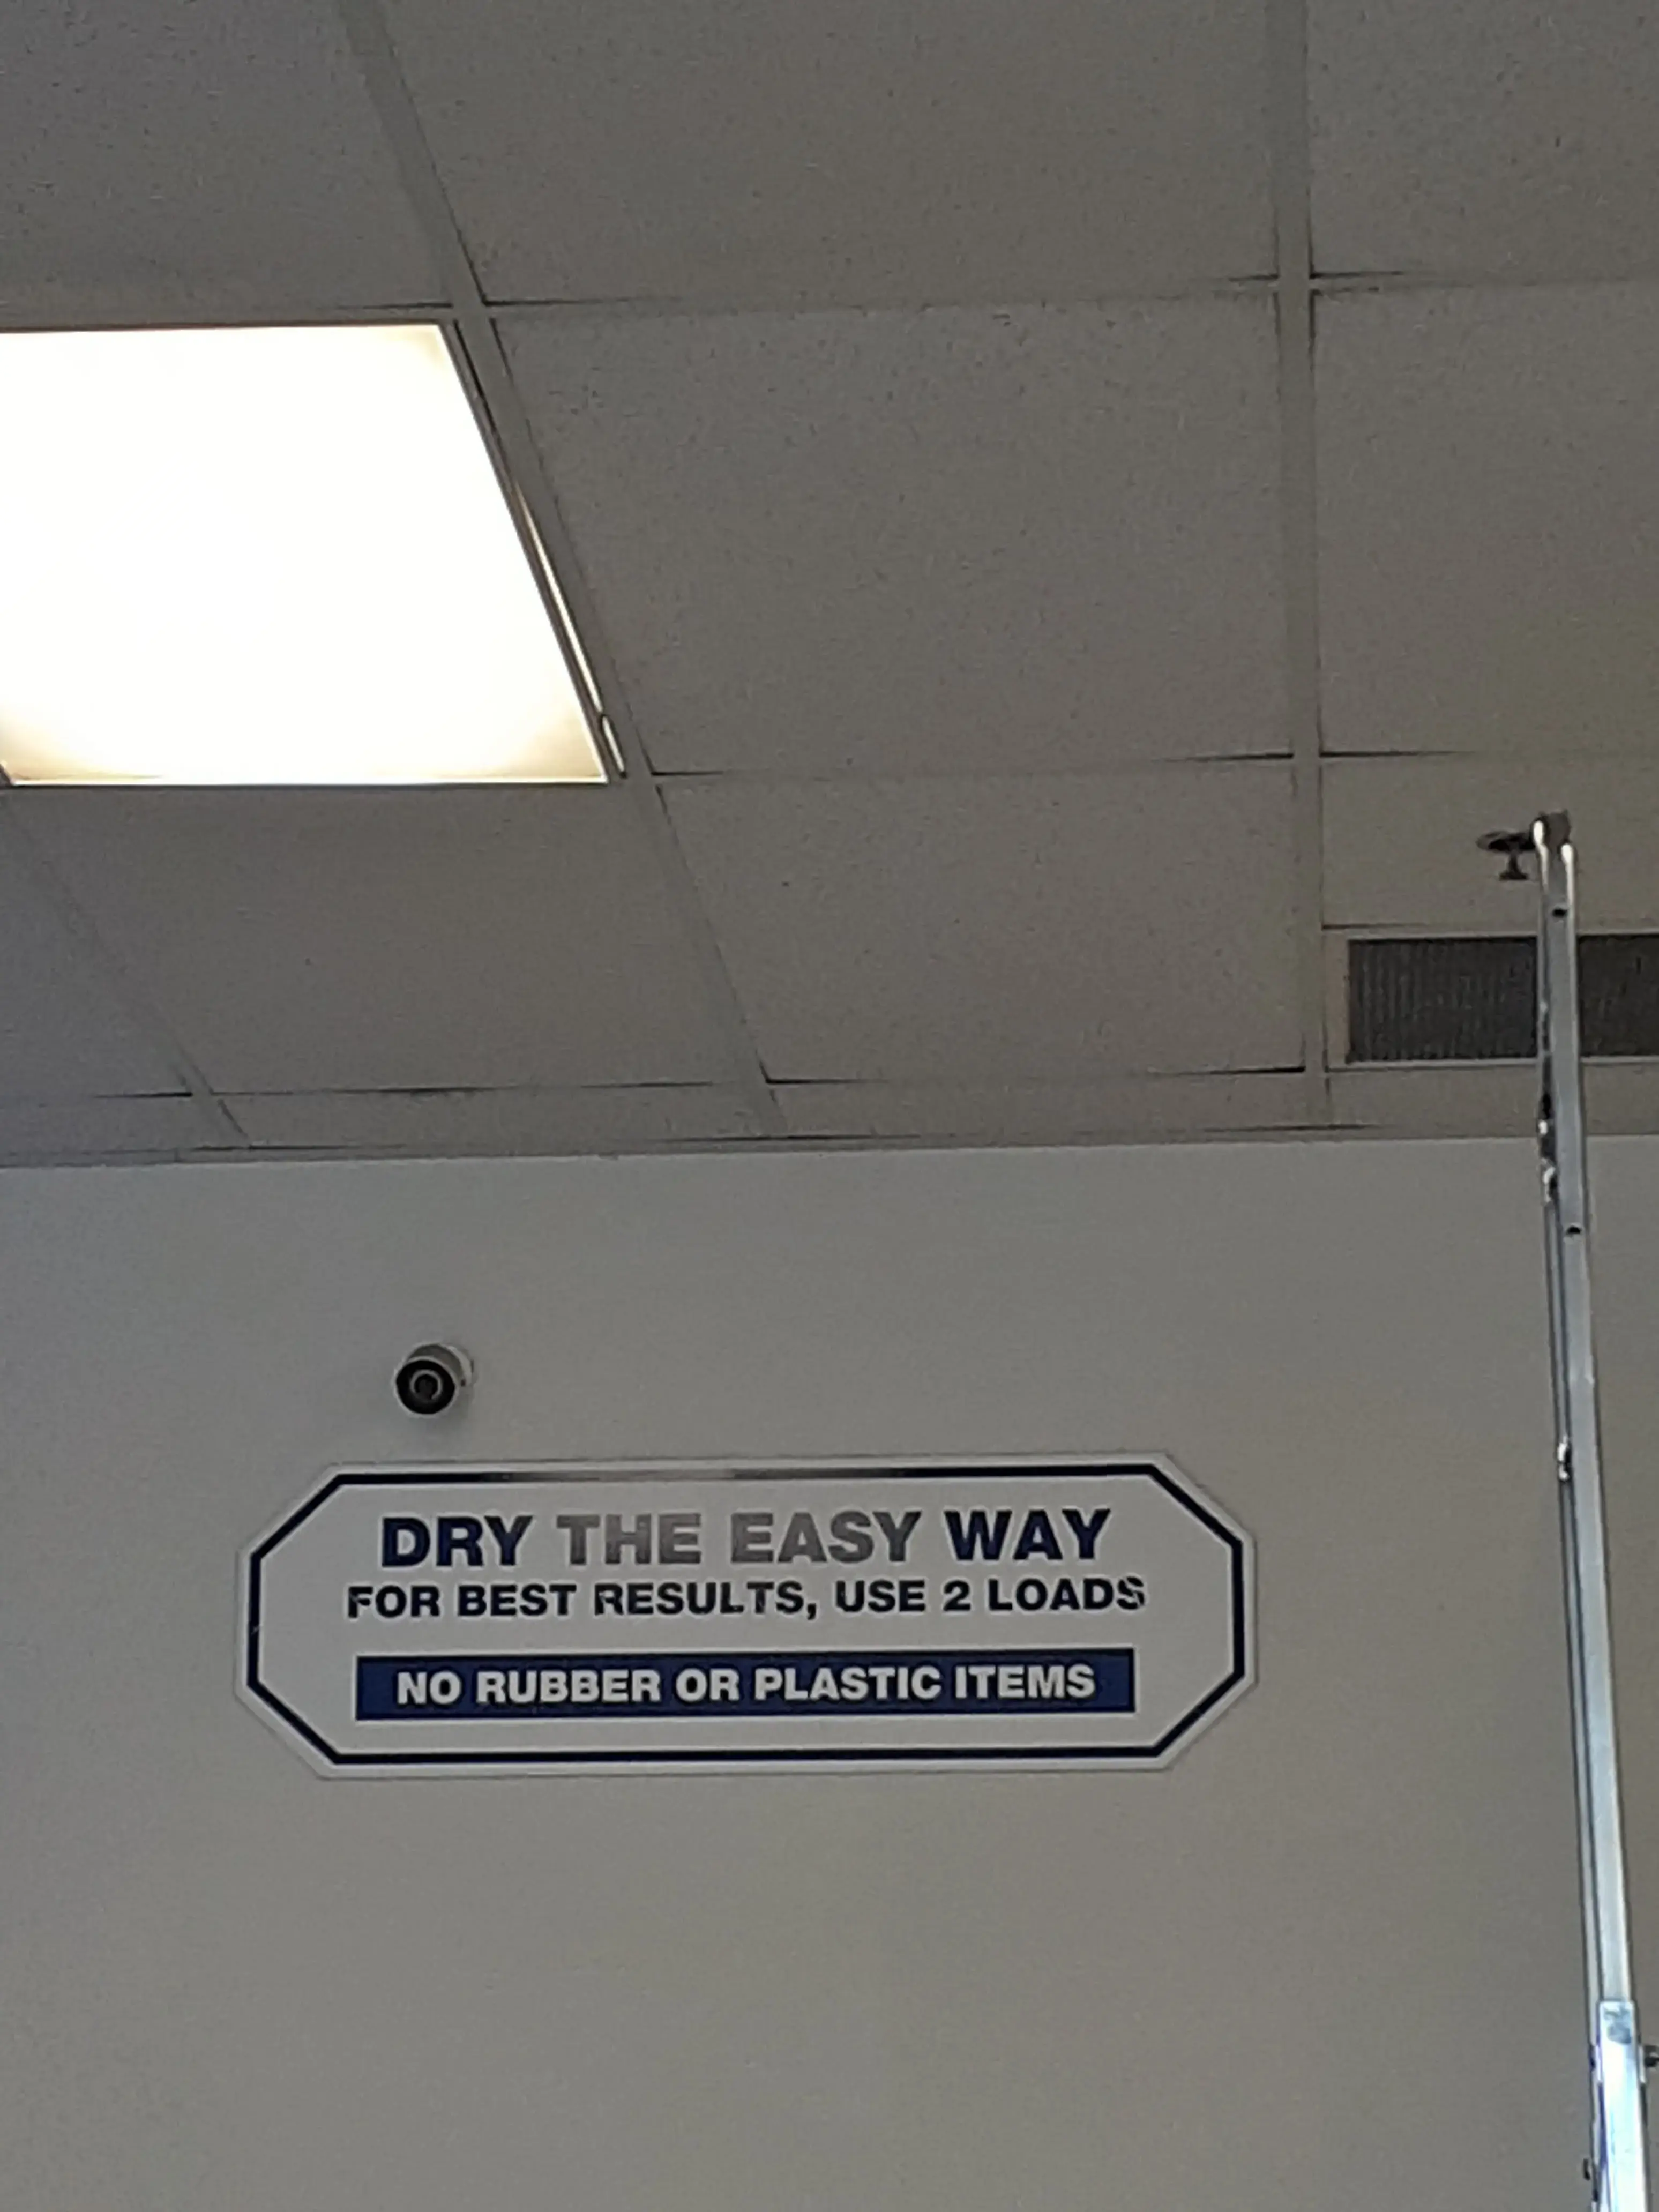 DRY THE EASY WAY
FOR BEST RESULTS, USE 2 LOADS
NO RUBBER OR PLASTIC ITEMS